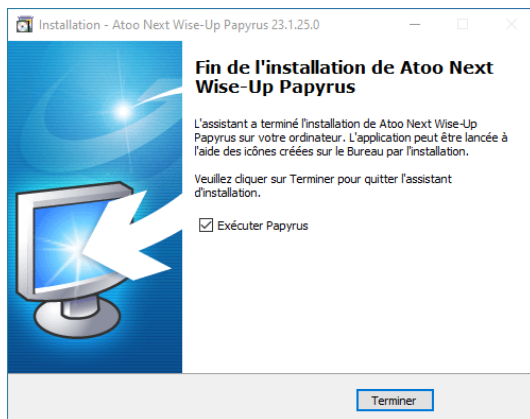 Installation - Atoo Next Wise-Up Papyrus 23.1.25.0
Fin de l'installation de Atoo Next
Wise-Up Papyrus
L'assistant a terminé l'installation de Atoo Next Wise-Up
Papyrus sur votre ordinateur. L'application peut être lancée à
l'aide des icônes créées sur le Bureau par l'installation.
Veuillez cliquer sur Terminer pour quitter l'assistant
d'installation.
Exécuter Papyrus
Terminer